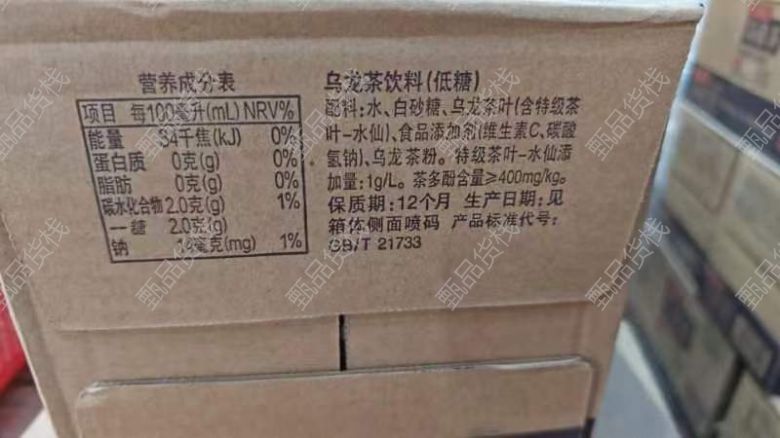 营养成分表
项目 每100毫升(mL) NRV%
能量 34千焦(kJ) 0%
蛋白质 0克(g) 0%
脂肪 0克(g) 0%
碳水化合物 2.0克(g) 1%
一糖 2.0克(g)
钠 14毫克(mg) 1%
乌龙茶饮料(低糖)
配料:水、白砂糖、乌龙茶叶(含特级茶
叶-水仙)、食品添加剂(维生素C、碳酸
氢钠)、乌龙茶粉。特级茶叶-水仙添
加量:1g/L。茶多酚含量≥400mg/kg。
保质期:12个月 生产日期:见
箱体侧面喷码 产品标准代号:
GB/T 21733
甄品货栈